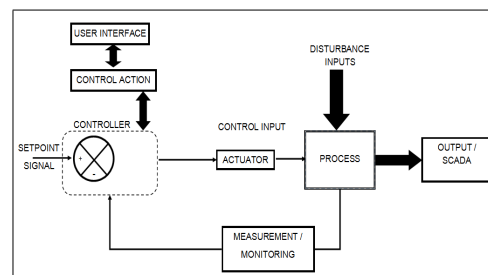 USER INTERFACE
DISTURBANCE
INPUTS
CONTROL ACTION
CONTROLLER
CONTROL INPUT
SETPOINT
SIGNAL
+
-
ACTUATOR
PROCESS
OUTPUT /
SCADA
MEASUREMENT /
MONITORING